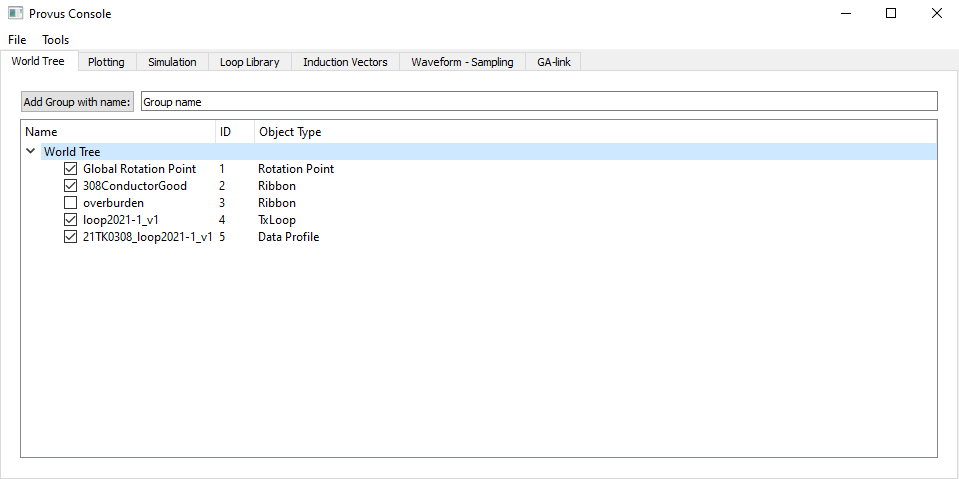 Provus Console
File Tools
World Tree Plotting Simulation Loop Library Induction Vectors Waveform - Sampling GA-link
Add Group with name: Group name
Name ID Object Type
World Tree
Global Rotation Point 1 Rotation Point
308ConductorGood 2 Ribbon
overburden 3 Ribbon
loop2021-1_v1 4 TxLoop
21TK0308_loop2021-1_v1 5 Data Profile